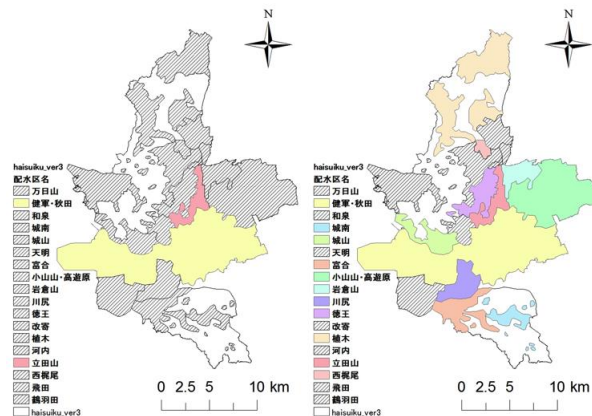 N
haisuiku_ver3
配水区名
万日山
健軍・秋田
和泉
城南
城山
天明
富合
小山山・高遊原
岩倉山
川尻
徳王
改寄
植木
河内
立田山
西梶尾
飛田
鶴羽田
haisuiku_ver3
0 2.5 5 10 km
N
haisuiku_ver3
配水区名
万日山
健軍・秋田
和泉
城南
城山
天明
富合
小山山・高遊原
岩倉山
川尻
徳王
改寄
植木
河内
立田山
西梶尾
飛田
鶴羽田
haisuiku_ver3
0 2.5 5 10 km